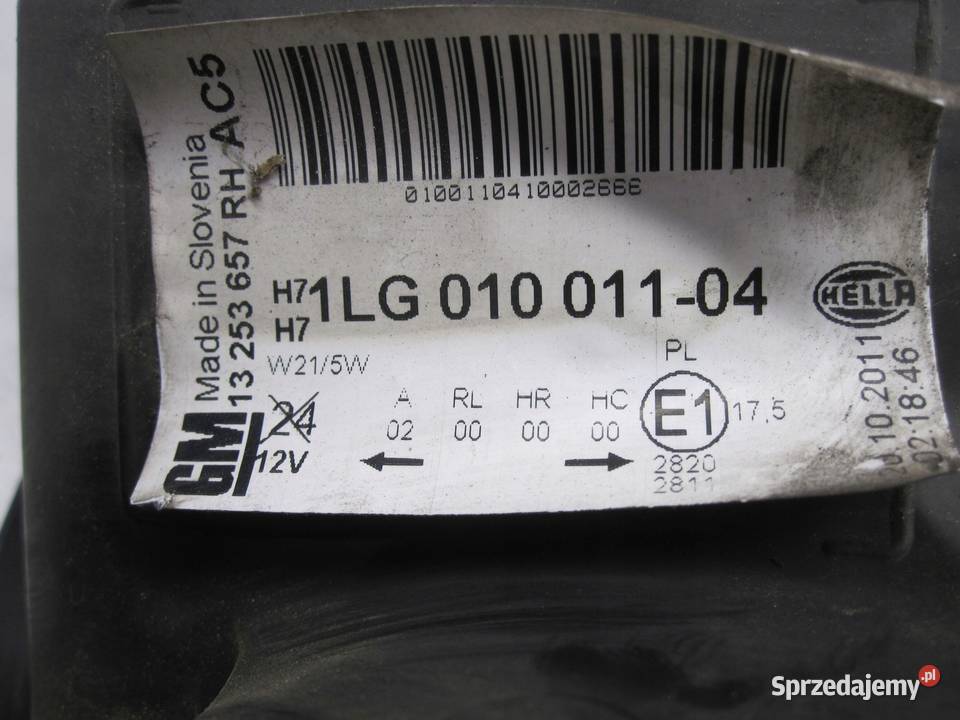 Made in Slovenia
13 253 657 RH AC5
GM
0100110410002666
H7 1LG 010 011-04
H7
W21/5W
HELLA
PL
24
12V
A RL HR HC
02 00 00 00
E1 17,5
2820
2811
.10.2011
02:18:46
Sprzedajemy.pl